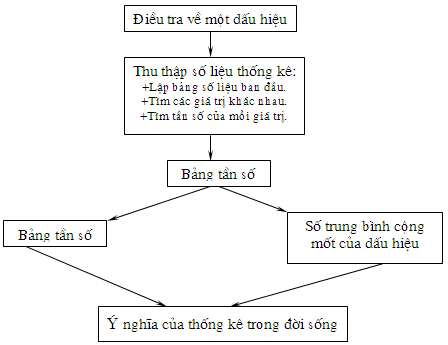 Điều tra về một dấu hiệu
Thu thập số liệu thống kê:
+Lập bảng số liệu ban đầu.
+Tìm các giá trị khác nhau.
+Tìm tần số của mỗi giá trị.
Bảng tần số
Bảng tần số
Số trung bình cộng
mốt của dấu hiệu
Ý nghĩa của thống kê trong đời sống